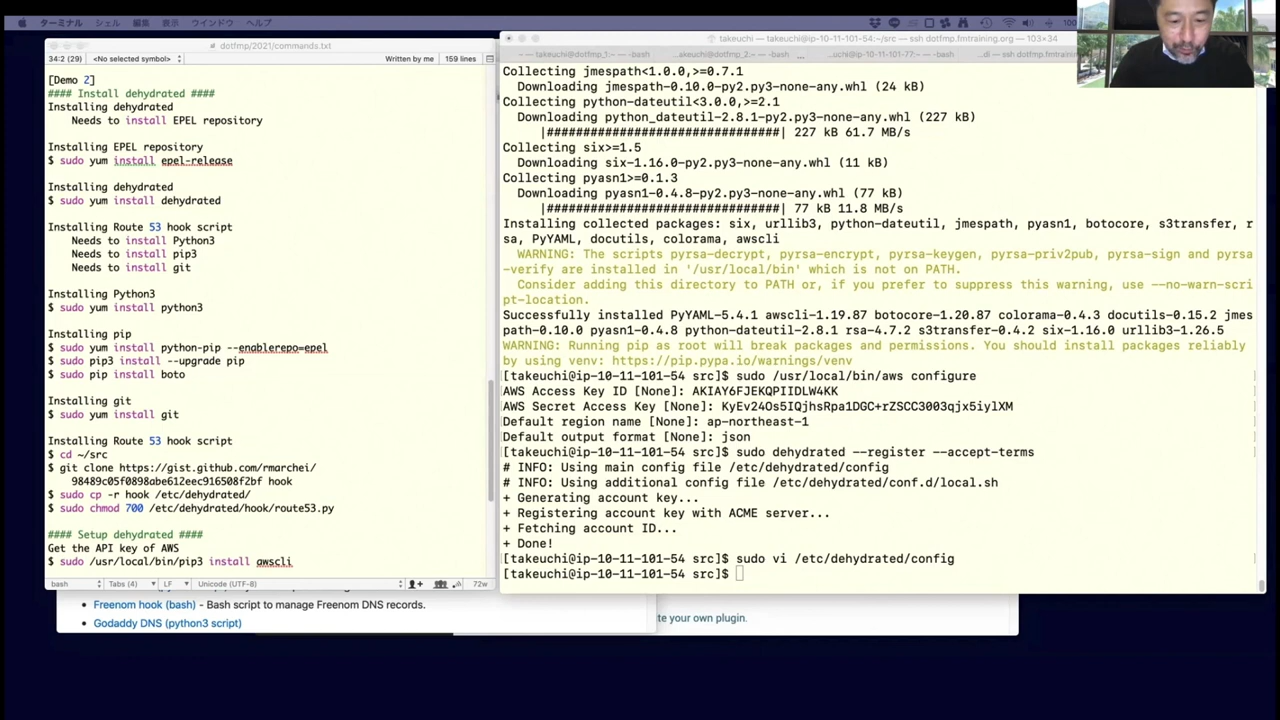 ターミナル シェル 編集 表示 ウインドウ ヘルプ
dotfmp/2021/commands.txt
34:2 (29) <No selected symbol> Written by me 159 lines
[Demo 2]
#### Install dehydrated ####
Installing dehydrated
Needs to install EPEL repository
Installing EPEL repository
$ sudo yum install epel-release
Installing dehydrated
$ sudo yum install dehydrated
Installing Route 53 hook script
Needs to install Python3
Needs to install pip3
Needs to install git
Installing Python3
$ sudo yum install python3
Installing pip
$ sudo yum install python-pip --enablerepo=epel
$ sudo pip3 install --upgrade pip
$ sudo pip install boto
Installing git
$ sudo yum install git
Installing Route 53 hook script
$ cd ~/src
$ git clone https://gist.github.com/rmarchei/
98489c05f0898abe612eec916508f2bf hook
$ sudo cp -r hook /etc/dehydrated/
$ sudo chmod 700 /etc/dehydrated/hook/route53.py
#### Setup dehydrated ####
Get the API key of AWS
$ sudo /usr/local/bin/pip3 install awscli
bash Tabs (4) LF Unicode (UTF-8) 72w
takeuchi — takeuchi@ip-10-11-101-54:~/src — ssh dotfmp.fmtraining.org — 103×34
Collecting jmespath<1.0.0,>=0.7.1
Downloading jmespath-0.10.0-py2.py3-none-any.whl (24 kB)
Collecting python-dateutil<3.0.0,>=2.1
Downloading python_dateutil-2.8.1-py2.py3-none-any.whl (227 kB)
|################################| 227 kB 61.7 MB/s
Collecting six>=1.5
Downloading six-1.16.0-py2.py3-none-any.whl (11 kB)
Collecting pyasn1>=0.1.3
Downloading pyasn1-0.4.8-py2.py3-none-any.whl (77 kB)
|################################| 77 kB 11.8 MB/s
Installing collected packages: six, urllib3, python-dateutil, jmespath, pyasn1, botocore, s3transfer, r
sa, PyYAML, docutils, colorama, awscli
WARNING: The scripts pyrsa-decrypt, pyrsa-encrypt, pyrsa-keygen, pyrsa-priv2pub, pyrsa-sign and pyrsa
-verify are installed in '/usr/local/bin' which is not on PATH.
Consider adding this directory to PATH or, if you prefer to suppress this warning, use --no-warn-scri
pt-location.
Successfully installed PyYAML-5.4.1 awscli-1.19.87 botocore-1.20.87 colorama-0.4.3 docutils-0.15.2 jmes
path-0.10.0 pyasn1-0.4.8 python-dateutil-2.8.1 rsa-4.7.2 s3transfer-0.4.2 six-1.16.0 urllib3-1.26.5
WARNING: Running pip as root will break packages and permissions. You should install packages reliably
by using venv: https://pip.pypa.io/warnings/venv
[takeuchi@ip-10-11-101-54 src]$ sudo /usr/local/bin/aws configure
AWS Access Key ID [None]: AKIAY6FJEKQPIIDLW4KK
AWS Secret Access Key [None]: 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
Default region name [None]: ap-northeast-1
Default output format [None]: json
[takeuchi@ip-10-11-101-54 src]$ sudo dehydrated --register --accept-terms
# INFO: Using main config file /etc/dehydrated/config
# INFO: Using additional config file /etc/dehydrated/conf.d/local.sh
+ Generating account key...
+ Registering account key with ACME server...
+ Fetching account ID...
+ Done!
[takeuchi@ip-10-11-101-54 src]$ sudo vi /etc/dehydrated/config
[takeuchi@ip-10-11-101-54 src]$
Freenom hook (bash) - Bash script to manage Freenom DNS records.
Godaddy DNS (python3 script)
te your own plugin.